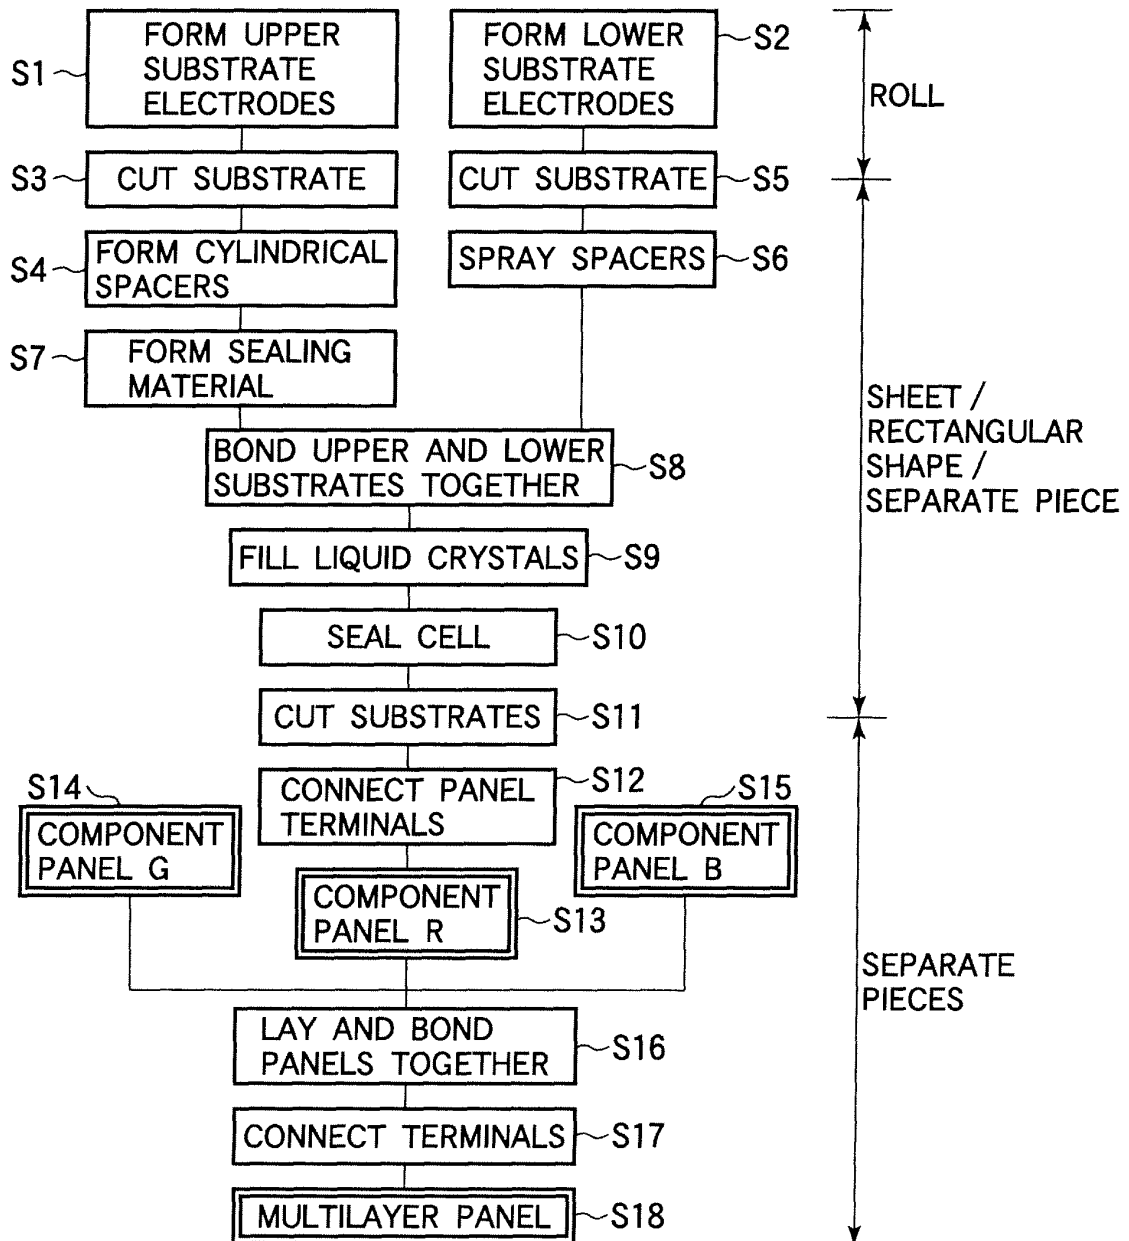 S1
FORM UPPER
SUBSTRATE
ELECTRODES
FORM LOWER
SUBSTRATE
ELECTRODES
S2
ROLL
S3
CUT SUBSTRATE
CUT SUBSTRATE
S5
S4
FORM CYLINDRICAL
SPACERS
SPRAY SPACERS
S6
S7
FORM SEALING
MATERIAL
SHEET /
RECTANGULAR
SHAPE /
SEPARATE PIECE
BOND UPPER AND LOWER
SUBSTRATES TOGETHER
S8
FILL LIQUID CRYSTALS
S9
SEAL CELL
S10
CUT SUBSTRATES
S11
CONNECT PANEL
TERMINALS
S12
S14
COMPONENT
PANEL G
S15
COMPONENT
PANEL B
COMPONENT
PANEL R
S13
SEPARATE
PIECES
LAY AND BOND
PANELS TOGETHER
S16
CONNECT TERMINALS
S17
MULTILAYER PANEL
S18